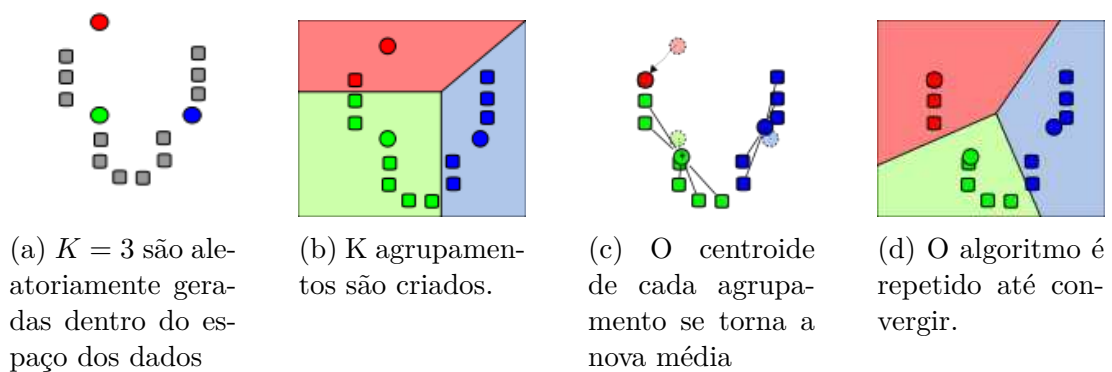 (a) K = 3 são ale-
atoriamente gera-
das dentro do es-
paço dos dados
(b) K agrupamen-
tos são criados.
(c) O centroide
de cada agrupa-
mento se torna a
nova média
(d) O algoritmo é
repetido até con-
vergir.